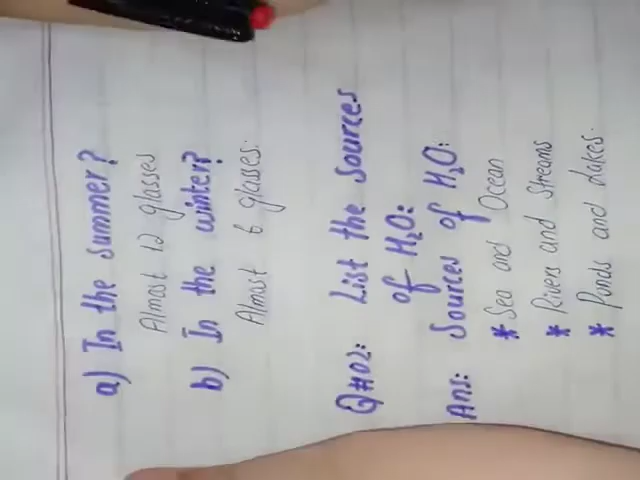 a) In the summer?
Almost 12 glasses
b) In the winter?
Almost 6 glasses.
Q#02: List the sources
of H₂O:
Ans: Sources of H₂O:
* Sea and Ocean
* Rivers and Streams
* Ponds and Lakes.